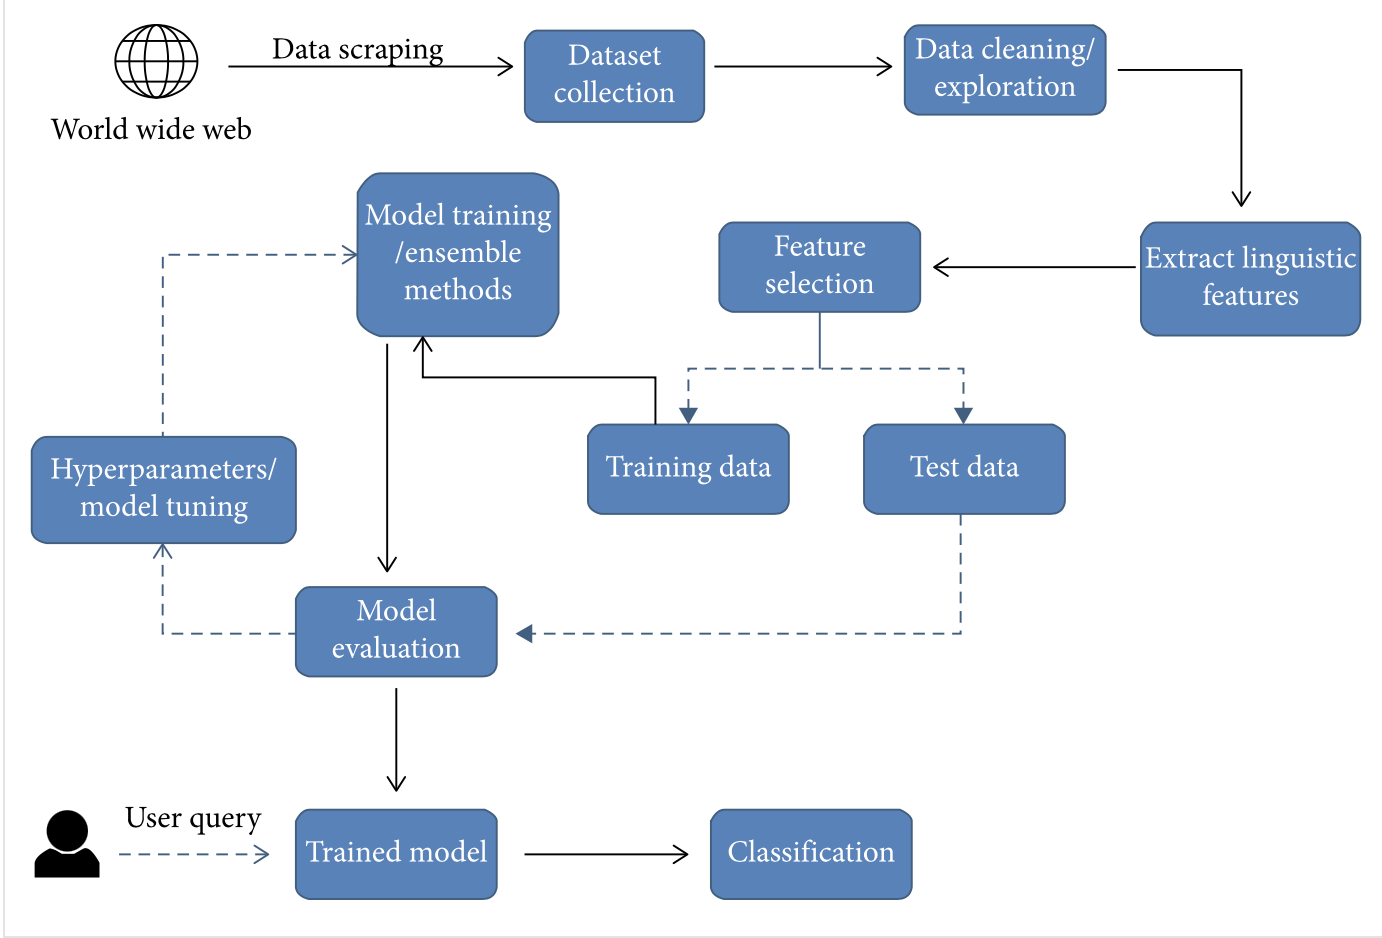 Data scraping
World wide web
Dataset
collection
Data cleaning/
exploration
Model training
/ensemble
methods
Feature
selection
Extract linguistic
features
Hyperparameters/
model tuning
Training data
Test data
Model
evaluation
User query
Trained model
Classification